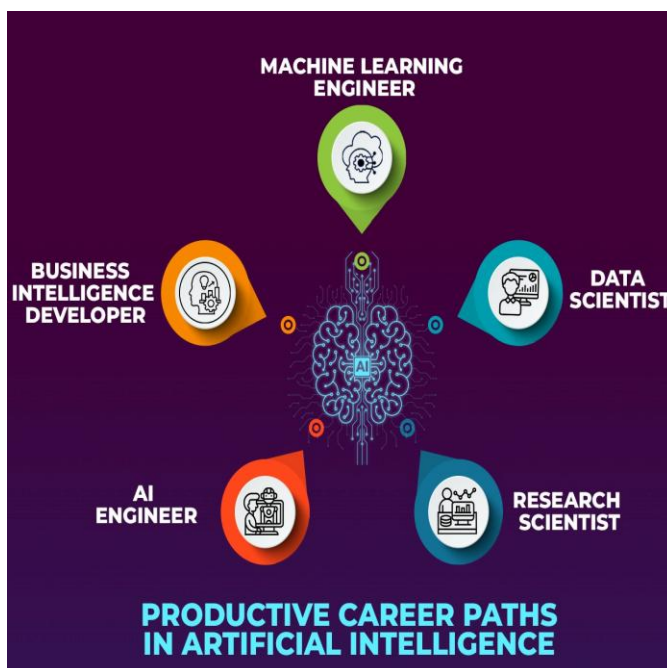 MACHINE LEARNING
ENGINEER
BUSINESS
INTELLIGENCE
DEVELOPER
DATA
SCIENTIST
AI
AI
ENGINEER
RESEARCH
SCIENTIST
PRODUCTIVE CAREER PATHS
IN ARTIFICIAL INTELLIGENCE